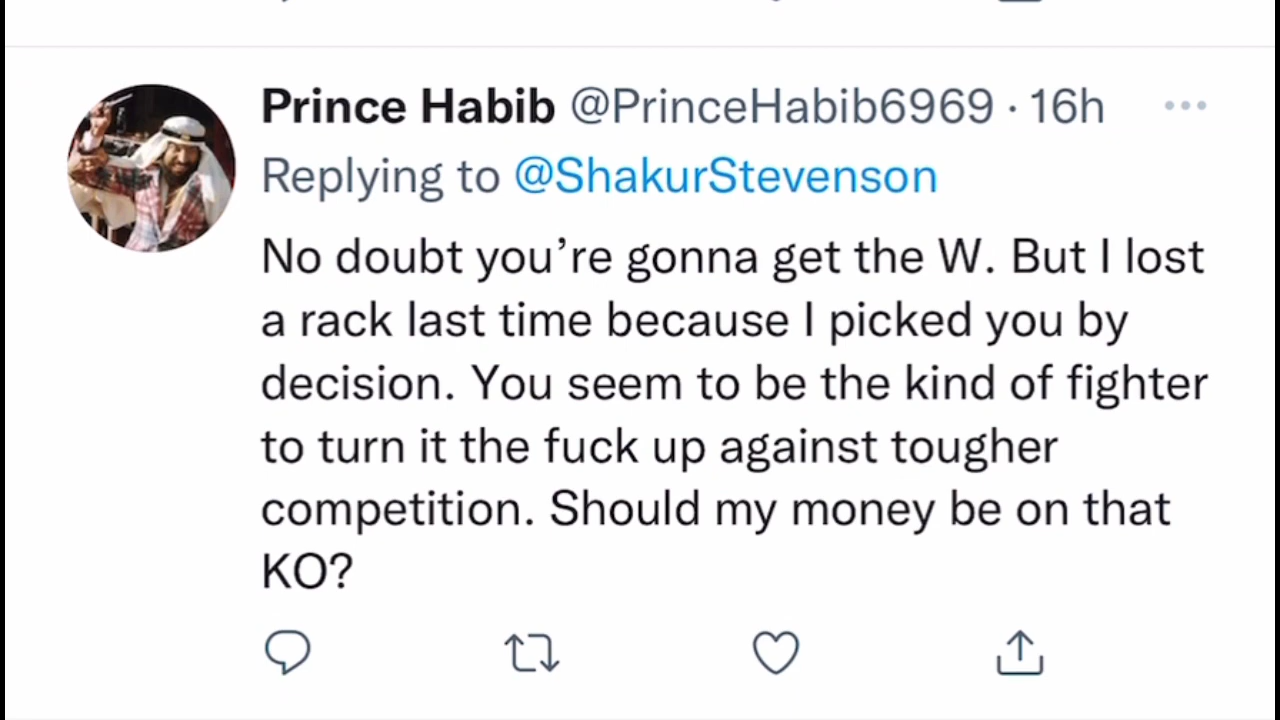 Prince Habib @PrinceHabib6969 · 16h
Replying to @ShakurStevenson
No doubt you’re gonna get the W. But I lost
a rack last time because I picked you by
decision. You seem to be the kind of fighter
to turn it the fuck up against tougher
competition. Should my money be on that
KO?